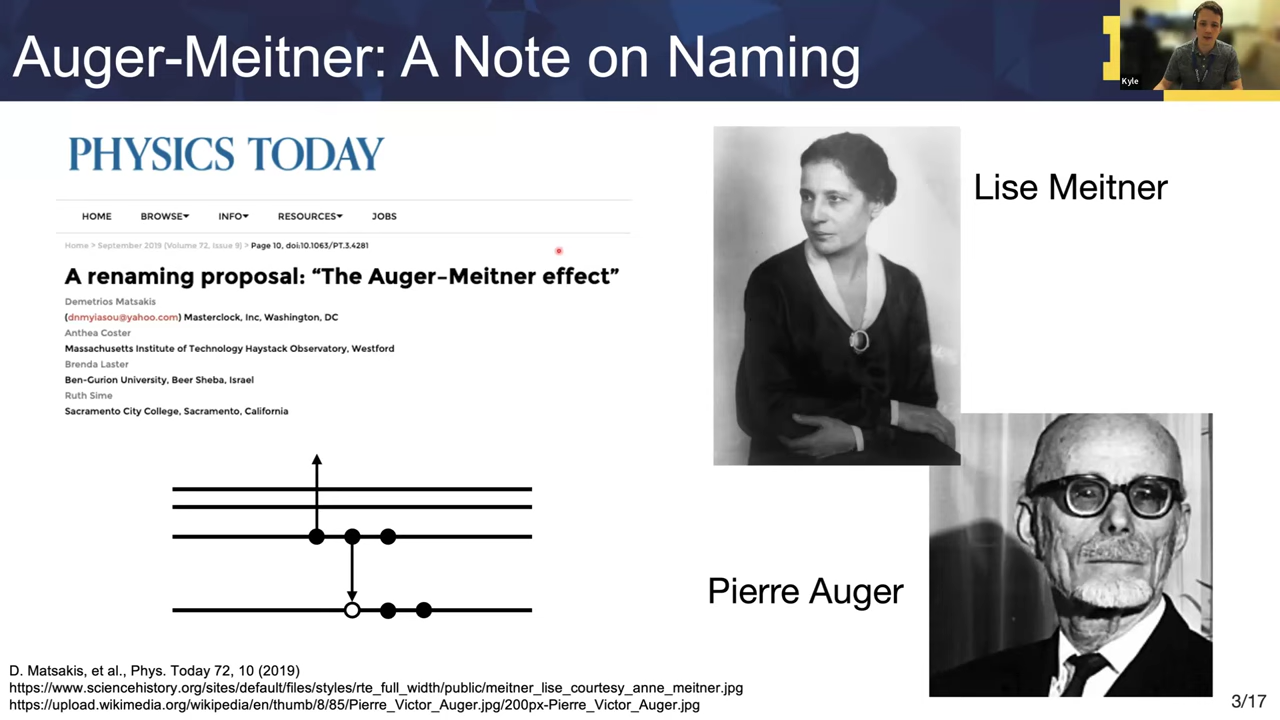 Auger-Meitner: A Note on Naming
Kyle
PHYSICS TODAY
HOME BROWSE▾ INFO▾ RESOURCES▾ JOBS
Home > September 2019 (Volume 72, Issue 9) > Page 10, doi:10.1063/PT.3.4281
A renaming proposal: “The Auger–Meitner effect”
Demetrios Matsakis
(dnmyiasou@yahoo.com) Masterclock, Inc, Washington, DC
Anthea Coster
Massachusetts Institute of Technology Haystack Observatory, Westford
Brenda Laster
Ben-Gurion University, Beer Sheba, Israel
Ruth Sime
Sacramento City College, Sacramento, California
Lise Meitner
Pierre Auger
D. Matsakis, et al., Phys. Today 72, 10 (2019)
https://www.sciencehistory.org/sites/default/files/styles/rte_full_width/public/meitner_lise_courtesy_anne_meitner.jpg
https://upload.wikimedia.org/wikipedia/en/thumb/8/85/Pierre_Victor_Auger.jpg/200px-Pierre_Victor_Auger.jpg
3/17